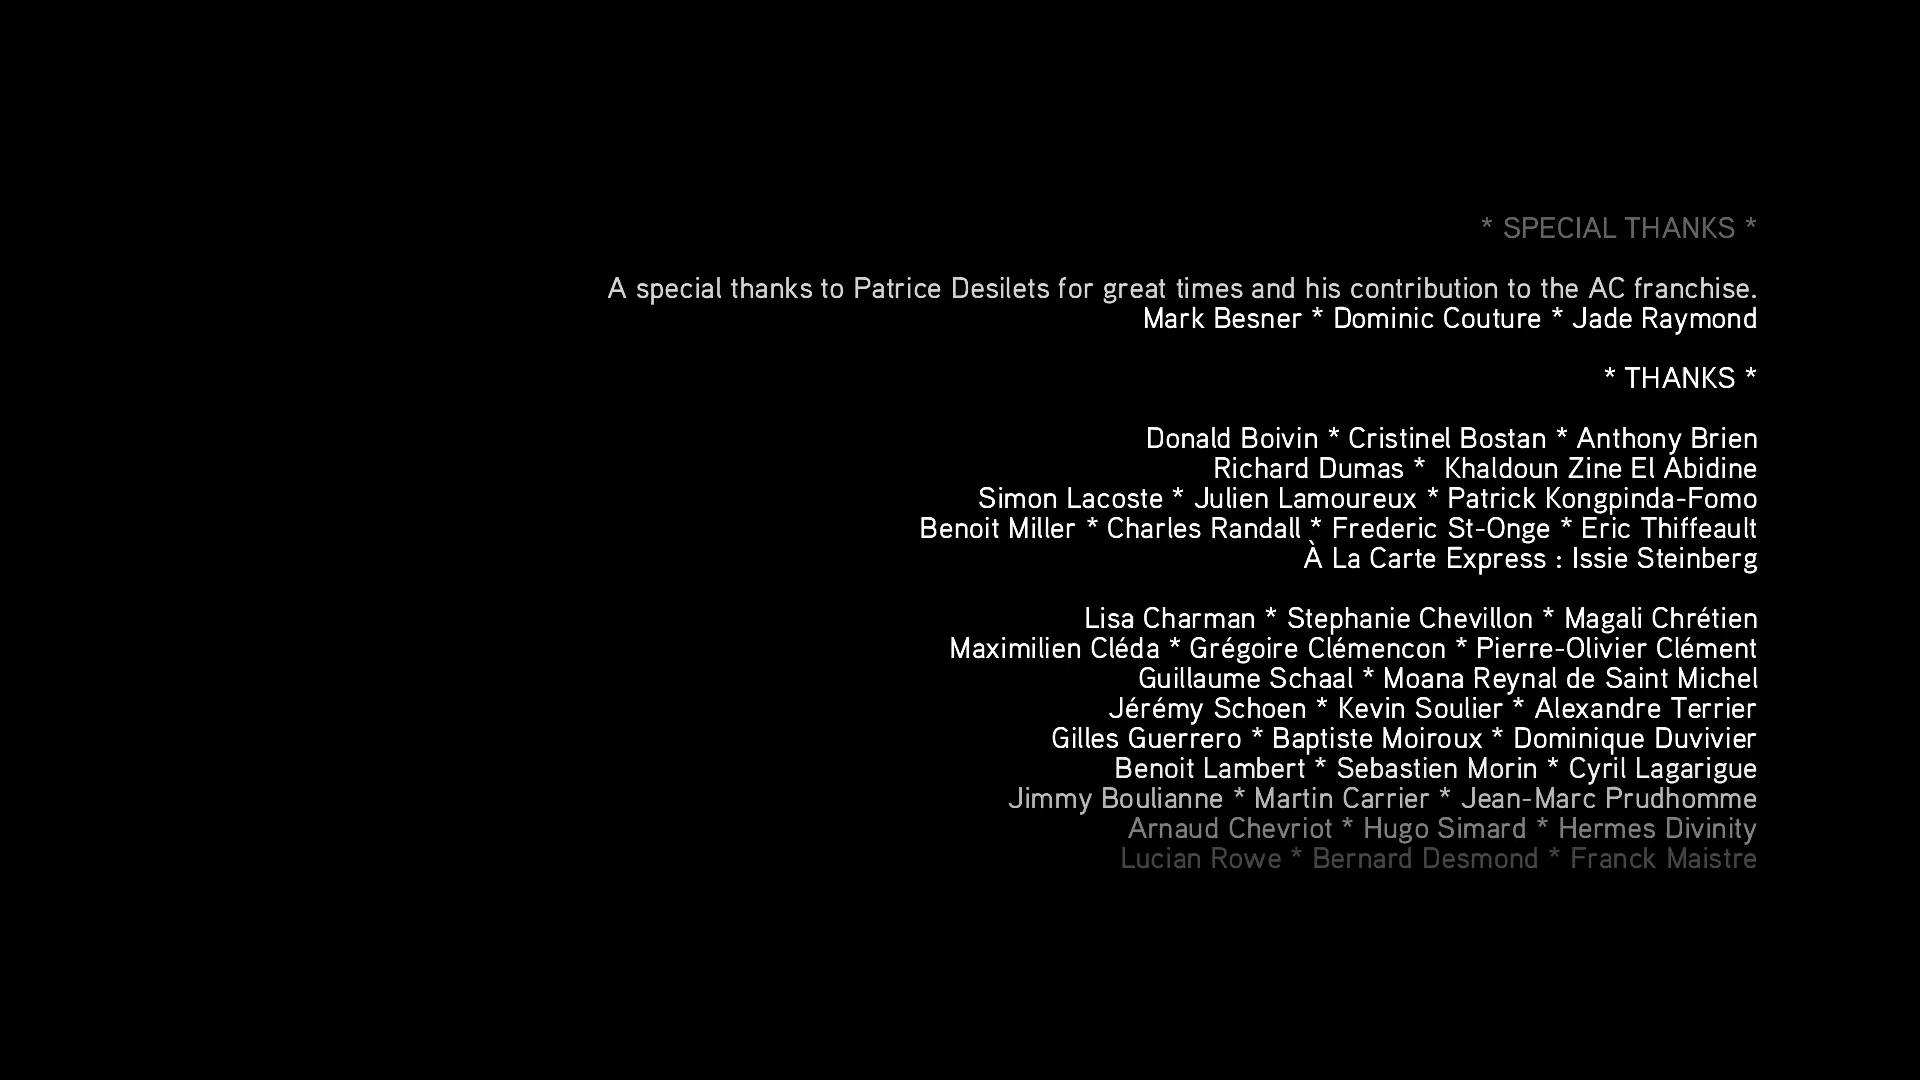 * SPECIAL THANKS *
A special thanks to Patrice Desilets for great times and his contribution to the AC franchise.
Mark Besner * Dominic Couture * Jade Raymond
* THANKS *
Donald Boivin * Cristinel Bostan * Anthony Brien
Richard Dumas *  Khaldoun Zine El Abidine
Simon Lacoste * Julien Lamoureux * Patrick Kongpinda-Fomo
Benoit Miller * Charles Randall * Frederic St-Onge * Eric Thiffeault
À La Carte Express : Issie Steinberg
Lisa Charman * Stephanie Chevillon * Magali Chrétien
Maximilien Cléda * Grégoire Clémencon * Pierre-Olivier Clément
Guillaume Schaal * Moana Reynal de Saint Michel
Jérémy Schoen * Kevin Soulier * Alexandre Terrier
Gilles Guerrero * Baptiste Moiroux * Dominique Duvivier
Benoit Lambert * Sebastien Morin * Cyril Lagarigue
Jimmy Boulianne * Martin Carrier * Jean-Marc Prudhomme
Arnaud Chevriot * Hugo Simard * Hermes Divinity
Lucian Rowe * Bernard Desmond * Franck Maistre